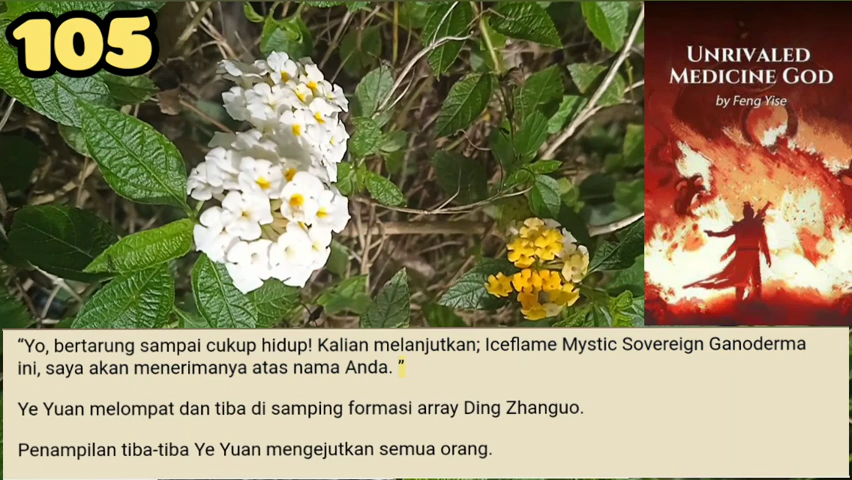 105
UNRIVALED
MEDICINE GOD
by Feng Yise
“Yo, bertarung sampai cukup hidup! Kalian melanjutkan; Iceflame Mystic Sovereign Ganoderma
ini, saya akan menerimanya atas nama Anda. ”
Ye Yuan melompat dan tiba di samping formasi array Ding Zhanguo.
Penampilan tiba-tiba Ye Yuan mengejutkan semua orang.